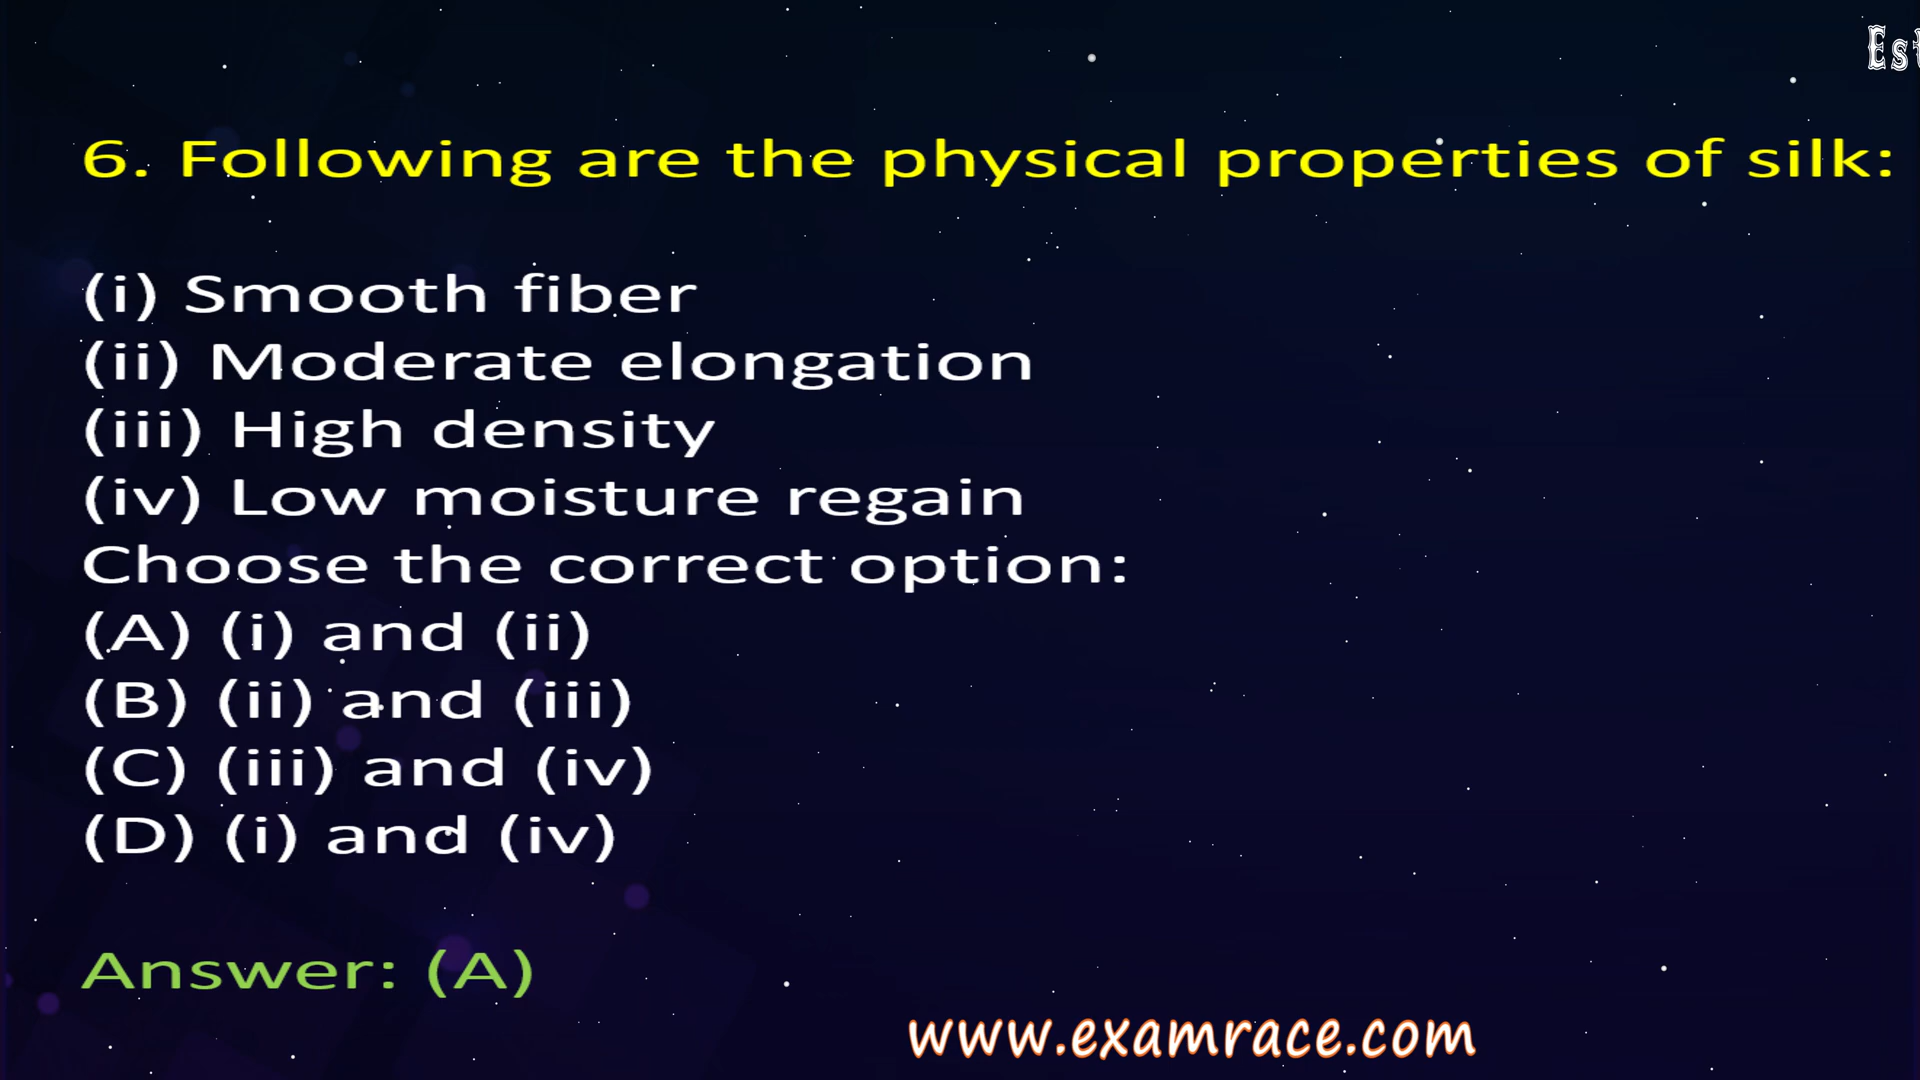 6. Following are the physical properties of silk:
(i) Smooth fiber
(ii) Moderate elongation
(iii) High density
(iv) Low moisture regain
Choose the correct option:
(A) (i) and (ii)
(B) (ii) and (iii)
(C) (iii) and (iv)
(D) (i) and (iv)
Answer: (A)
www.examrace.com